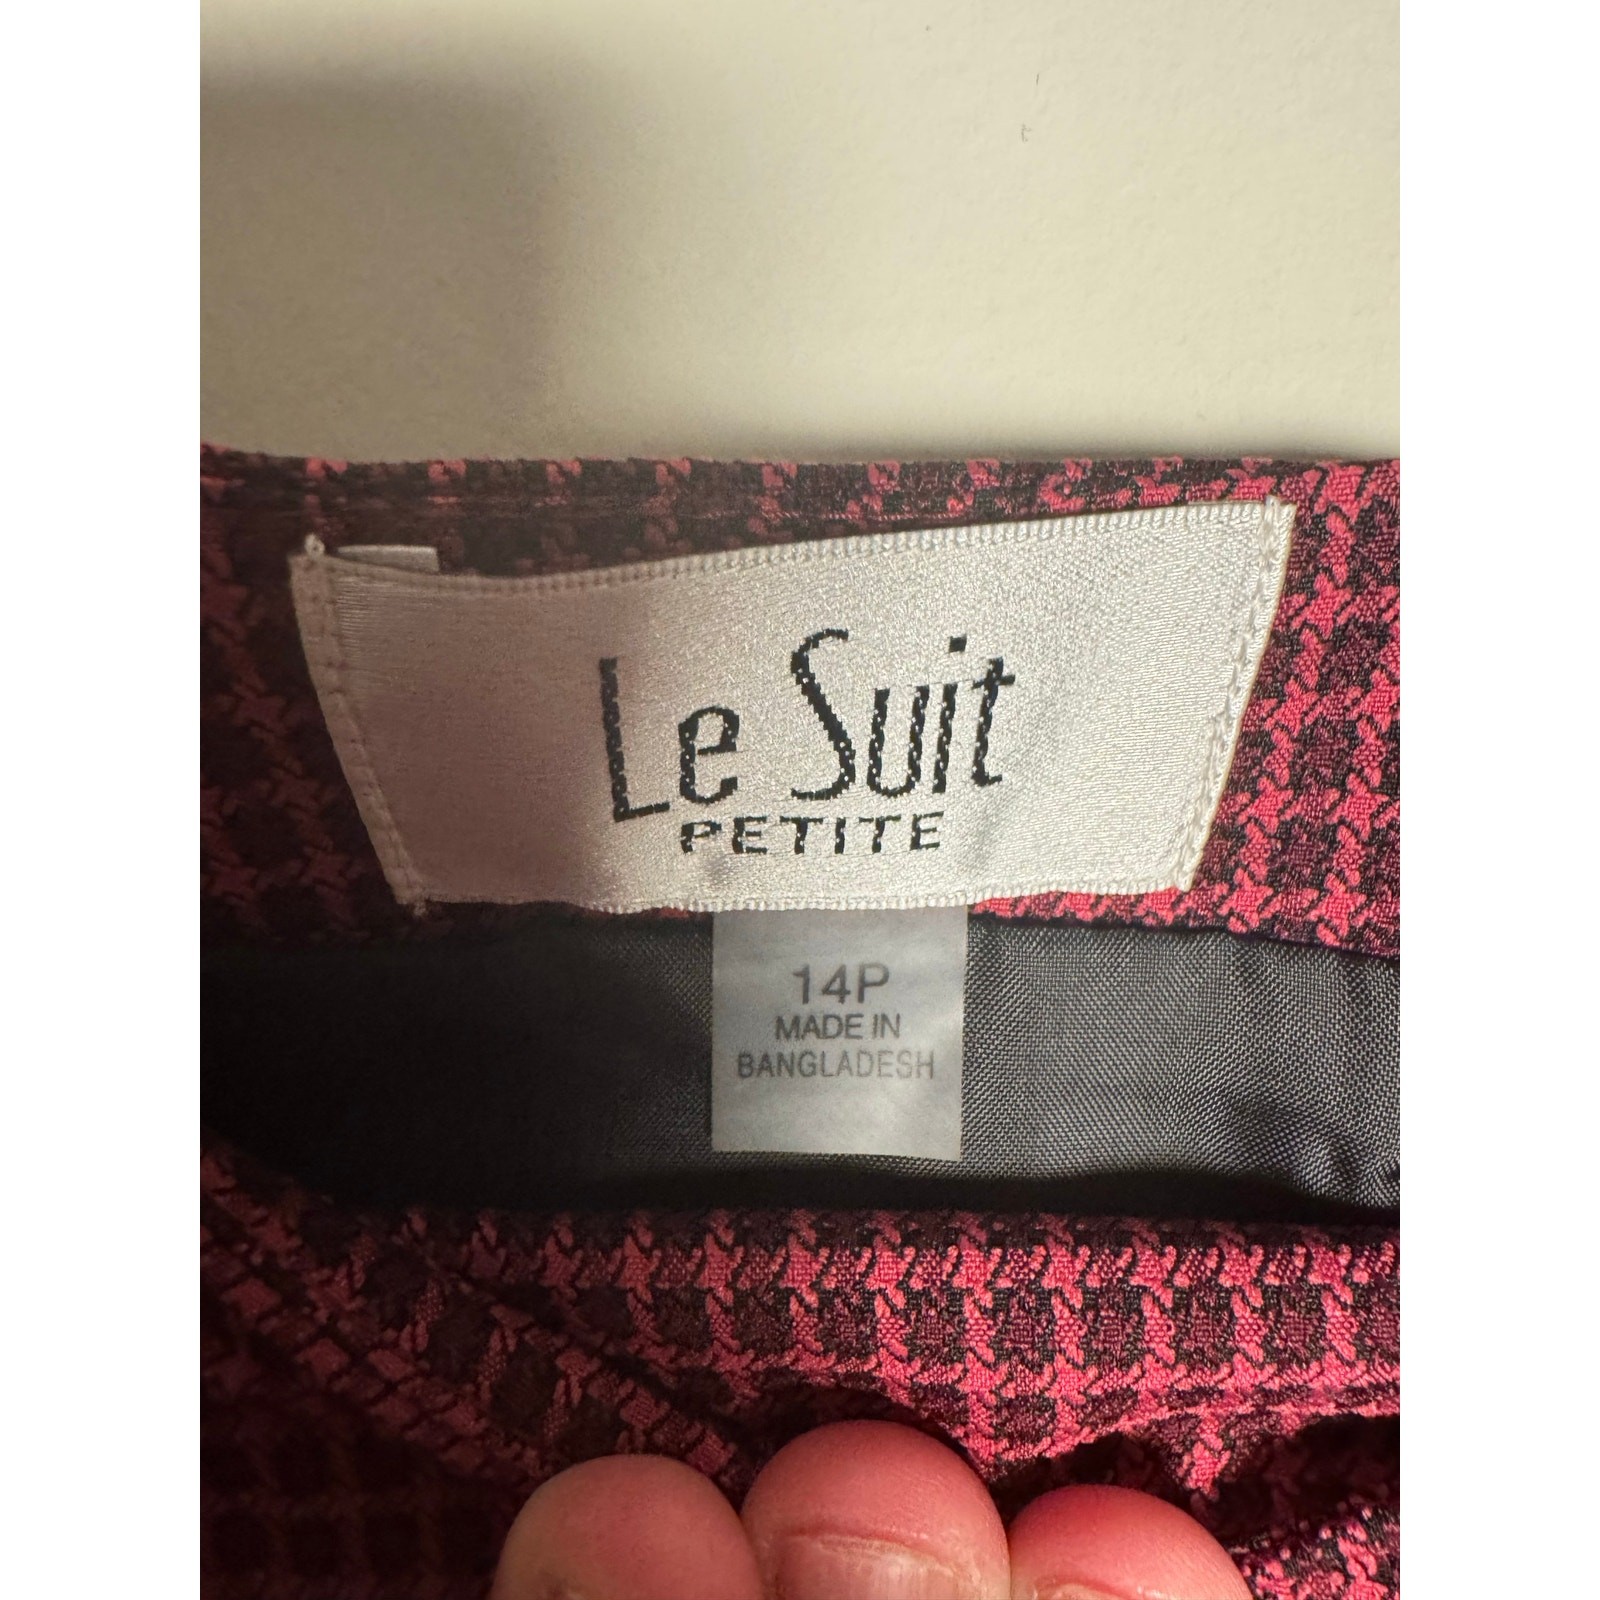 Le Suit
PETITE
14P
MADE IN
BANGLADESH